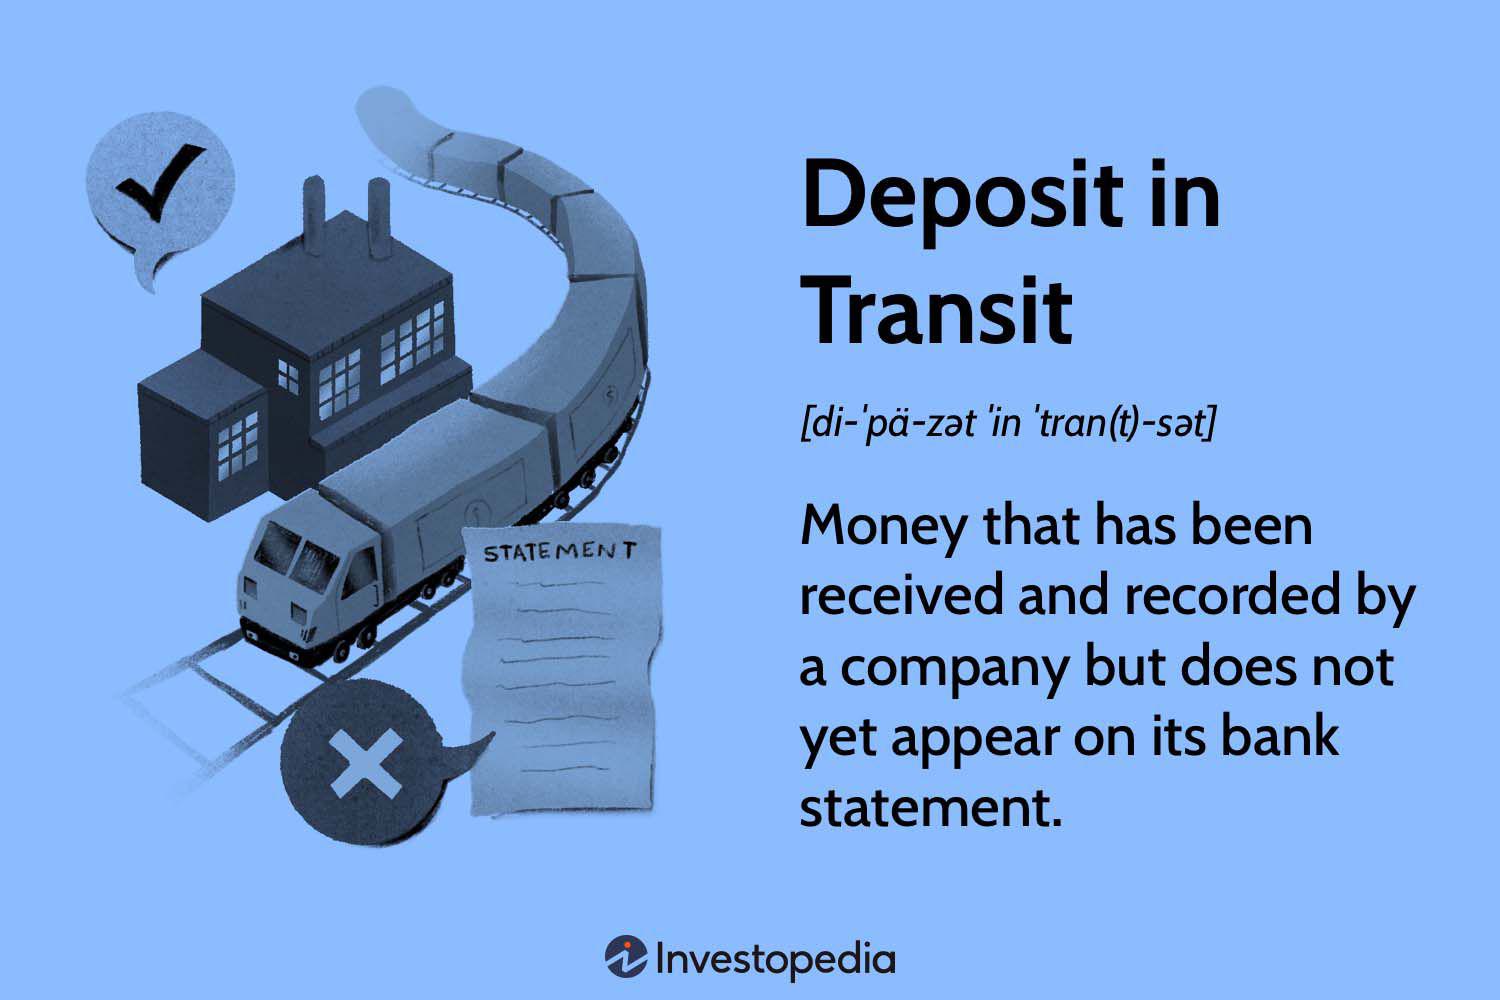 STATEMENT
Deposit in
Transit
[di-ˈpä-zət ˈin ˈtran(t)-sət]
Money that has been
received and recorded by
a company but does not
yet appear on its bank
statement.
Investopedia